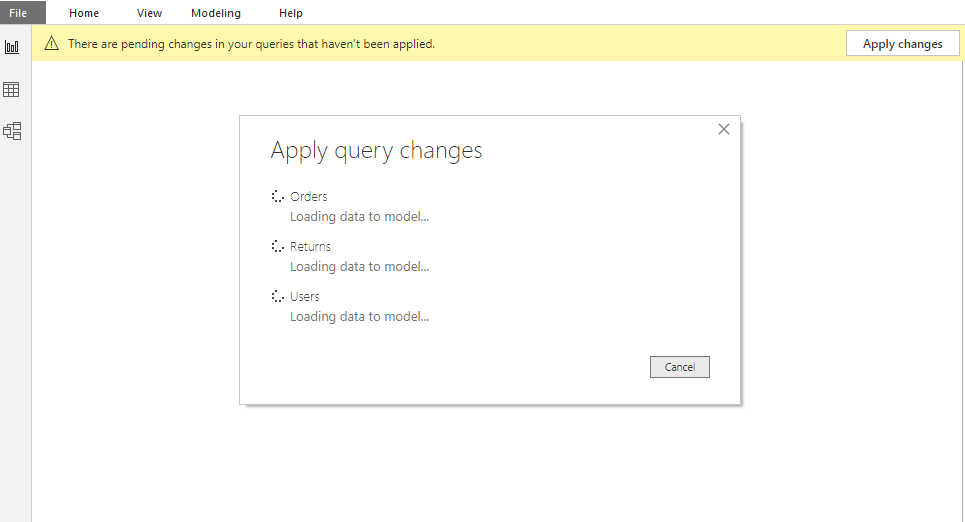 File Home View Modeling Help
There are pending changes in your queries that haven't been applied. Apply changes
Apply query changes
Orders
Loading data to model...
Returns
Loading data to model...
Users
Loading data to model...
Cancel